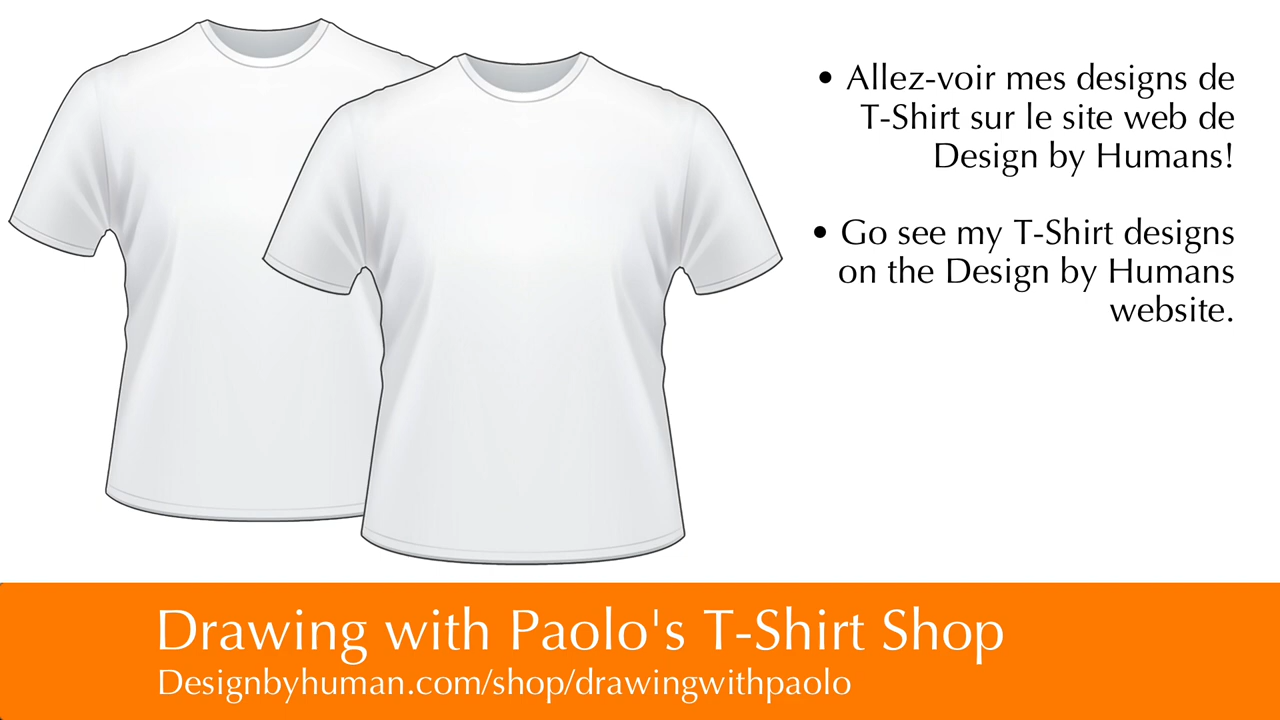 • Allez-voir mes designs de
T-Shirt sur le site web de
Design by Humans!
• Go see my T-Shirt designs
on the Design by Humans
website.
Drawing with Paolo's T-Shirt Shop
Designbyhuman.com/shop/drawingwithpaolo